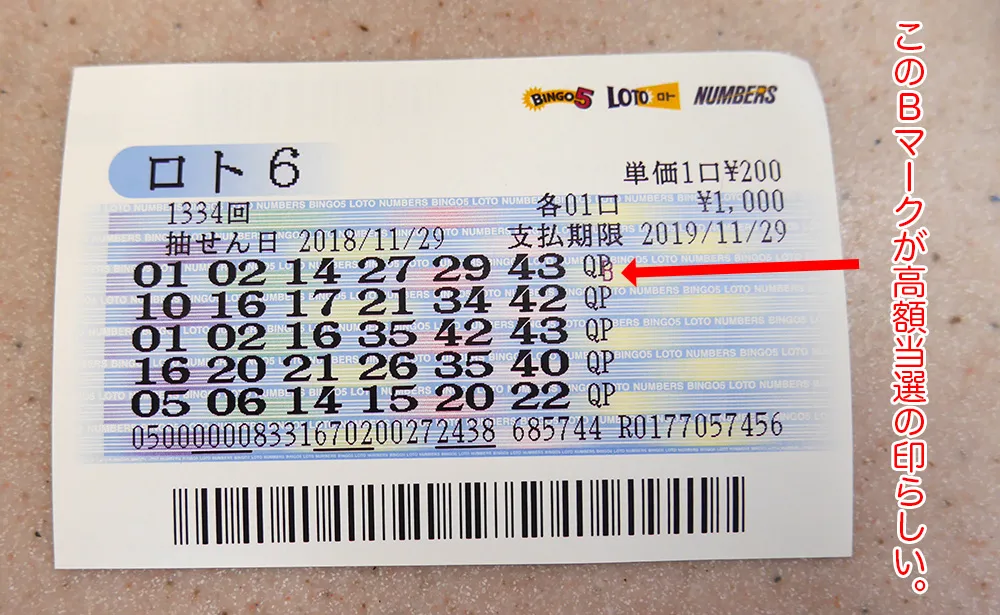 BINGO5 LOTO ロト NUMBERS
ロト6
単価1口¥200
1334回 各01口 ¥1,000
抽せん日 2018/11/29 支払期限 2019/11/29
01 02 14 27 29 43 QP B
10 16 17 21 34 42 QP
01 02 16 35 42 43 QP
16 20 21 26 35 40 QP
05 06 14 15 20 22 QP
050000008331670200272438 685744 R0177057456
このBマークが高額当選の印らしい。